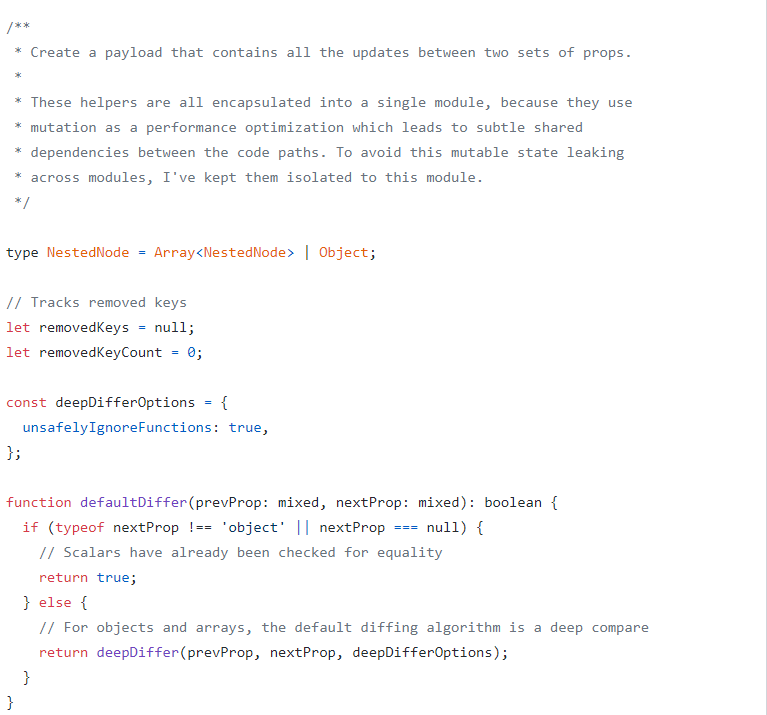 /**
 * Create a payload that contains all the updates between two sets of props.
 *
 * These helpers are all encapsulated into a single module, because they use
 * mutation as a performance optimization which leads to subtle shared
 * dependencies between the code paths. To avoid this mutable state leaking
 * across modules, I've kept them isolated to this module.
 */
type NestedNode = Array<NestedNode> | Object;
// Tracks removed keys
let removedKeys = null;
let removedKeyCount = 0;
const deepDifferOptions = {
  unsafelyIgnoreFunctions: true,
};
function defaultDiffer(prevProp: mixed, nextProp: mixed): boolean {
  if (typeof nextProp !== 'object' || nextProp === null) {
    // Scalars have already been checked for equality
    return true;
  } else {
    // For objects and arrays, the default diffing algorithm is a deep compare
    return deepDiffer(prevProp, nextProp, deepDifferOptions);
  }
}